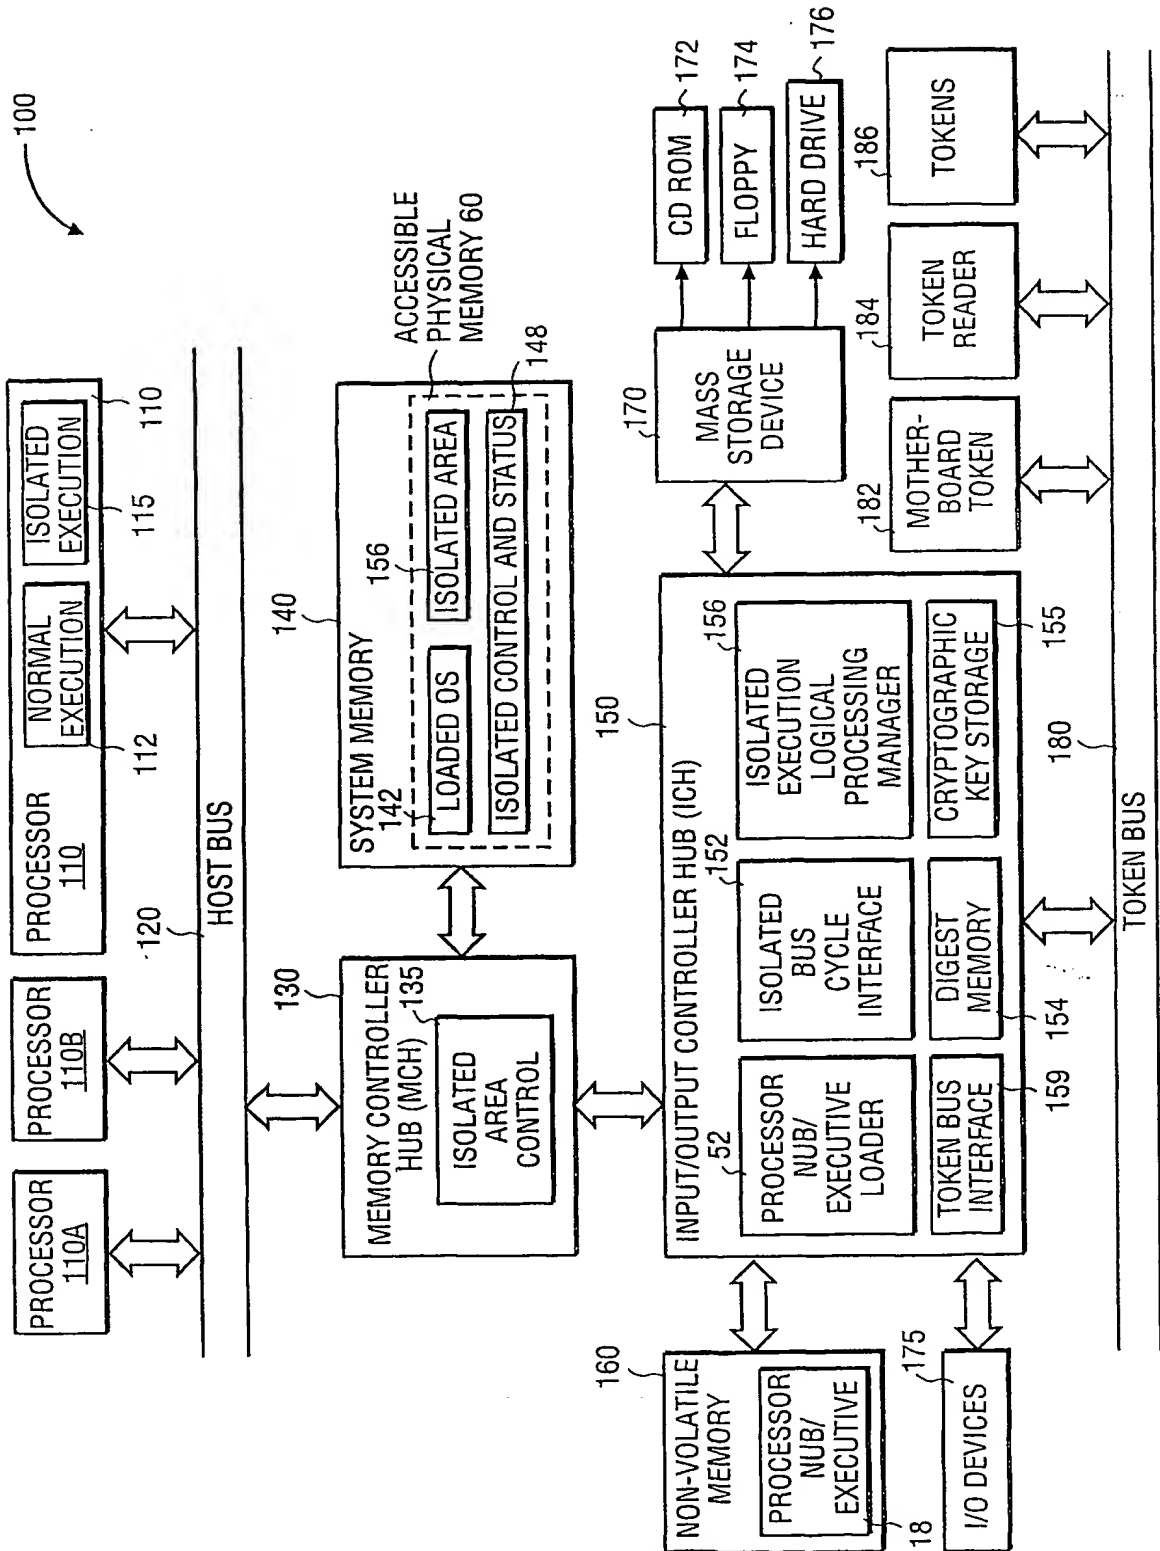 100
PROCESSOR
110A
PROCESSOR
110B
PROCESSOR
110
NORMAL
EXECUTION
112
ISOLATED
EXECUTION
115
110
120
HOST BUS
130
MEMORY CONTROLLER
HUB (MCH)
135
ISOLATED
AREA
CONTROL
140
SYSTEM MEMORY
142
LOADED OS
156
ISOLATED AREA
ISOLATED CONTROL AND STATUS
148
ACCESSIBLE
PHYSICAL
MEMORY 60
150
INPUT/OUTPUT CONTROLLER HUB (ICH)
52
PROCESSOR
NUB/
EXECUTIVE
LOADER
152
ISOLATED
BUS
CYCLE
INTERFACE
156
ISOLATED
EXECUTION
LOGICAL
PROCESSING
MANAGER
TOKEN BUS
INTERFACE
159
DIGEST
MEMORY
154
CRYPTOGRAPHIC
KEY STORAGE
155
160
NON-VOLATILE
MEMORY
PROCESSOR
NUB/
EXECUTIVE
18
175
I/O DEVICES
170
MASS
STORAGE
DEVICE
CD ROM
172
FLOPPY
174
HARD DRIVE
176
182
MOTHER-
BOARD
TOKEN
184
TOKEN
READER
186
TOKENS
180
TOKEN BUS